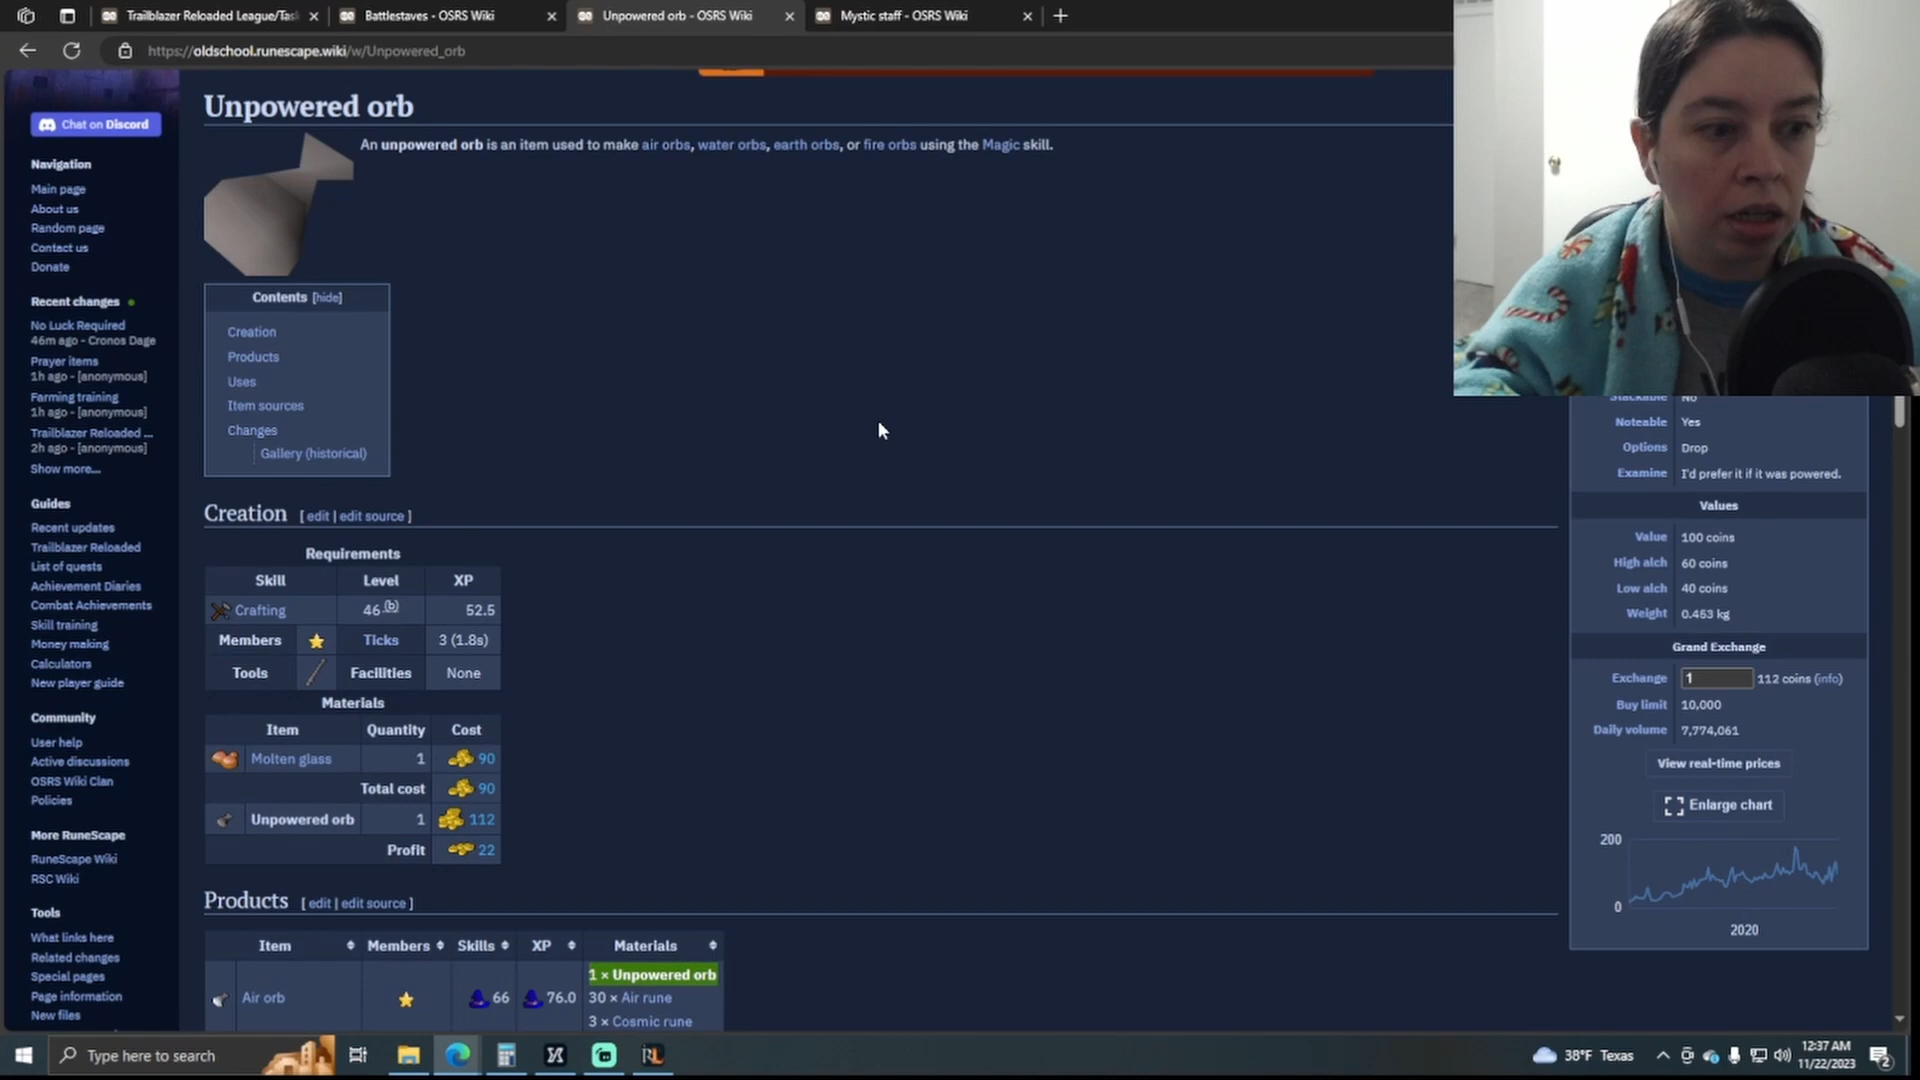 Trailblazer Reloaded League/Task
Battlestaves - OSRS Wiki
Unpowered orb - OSRS Wiki
Mystic staff - OSRS Wiki
https://oldschool.runescape.wiki/w/Unpowered_orb
Chat on Discord
Navigation
Main page
About us
Random page
Contact us
Donate
Recent changes
No Luck Required
46m ago - Cronos Dage
Prayer items
1h ago - [anonymous]
Farming training
1h ago - [anonymous]
Trailblazer Reloaded ...
2h ago - [anonymous]
Show more...
Guides
Recent updates
Trailblazer Reloaded
List of quests
Achievement Diaries
Combat Achievements
Skill training
Money making
Calculators
New player guide
Community
User help
Active discussions
OSRS Wiki Clan
Policies
More RuneScape
RuneScape Wiki
RSC Wiki
Tools
What links here
Related changes
Special pages
Page information
New files
Unpowered orb
An unpowered orb is an item used to make air orbs, water orbs, earth orbs, or fire orbs using the Magic skill.
Contents [hide]
Creation
Products
Uses
Item sources
Changes
Gallery (historical)
Creation [ edit | edit source ]
Requirements
Skill Level XP
Crafting 46 (b) 52.5
Members Ticks 3 (1.8s)
Tools Facilities None
Materials
Item Quantity Cost
Molten glass 1 90
Total cost 90
Unpowered orb 1 112
Profit 22
Products [ edit | edit source ]
Item Members Skills XP Materials
Air orb 66 76.0
1 × Unpowered orb
30 × Air rune
3 × Cosmic rune
Stackable No
Noteable Yes
Options Drop
Examine I'd prefer it if it was powered.
Values
Value 100 coins
High alch 60 coins
Low alch 40 coins
Weight 0.453 kg
Grand Exchange
Exchange 1 112 coins (info)
Buy limit 10,000
Daily volume 7,774,061
View real-time prices
Enlarge chart
200
0
2020
Type here to search
RL
38°F Texas
12:37 AM
11/22/2023
2